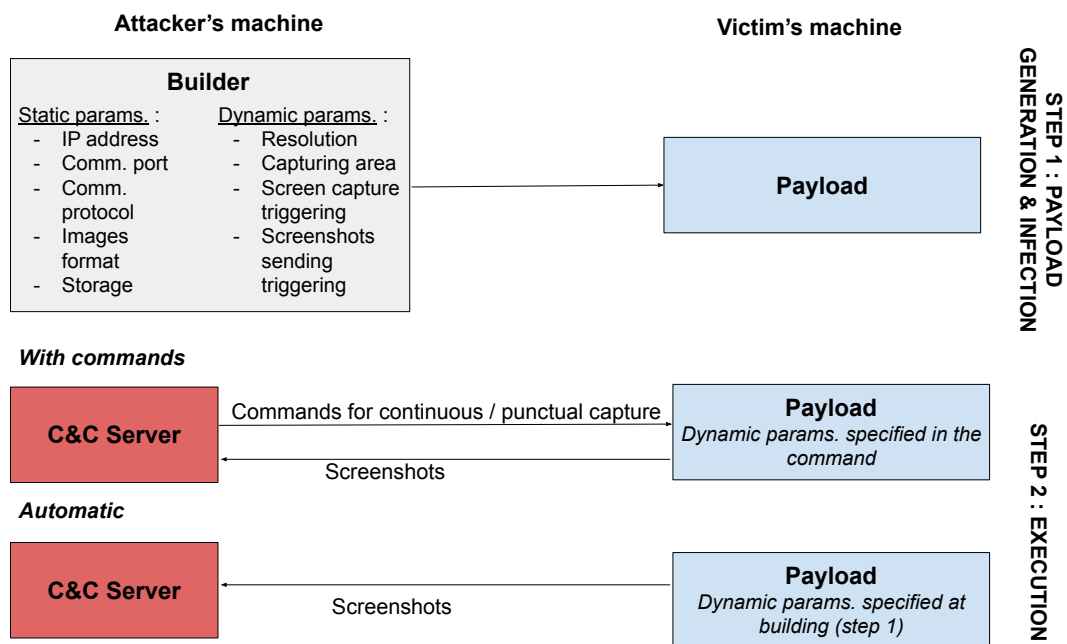 Attacker's machine
Victim's machine
Builder
Static params. :
- IP address
- Comm. port
- Comm.
protocol
- Images
format
- Storage
Dynamic params. :
- Resolution
- Capturing area
- Screen capture
triggering
- Screenshots
sending
triggering
Payload
STEP 1 : PAYLOAD
GENERATION & INFECTION
With commands
C&C Server
Commands for continuous / punctual capture
Screenshots
Payload
Dynamic params. specified in the
command
Automatic
C&C Server
Screenshots
Payload
Dynamic params. specified at
building (step 1)
STEP 2 : EXECUTION